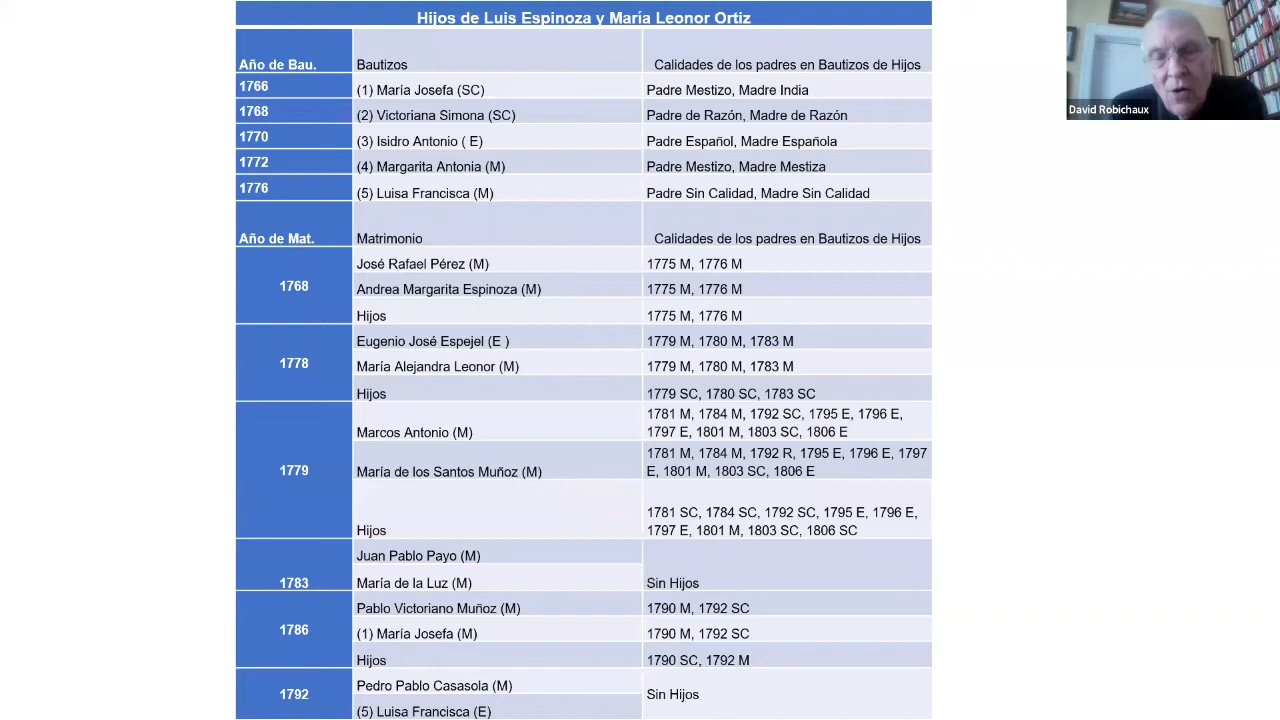 Hijos de Luis Espinoza y María Leonor Ortiz
Año de Bau. Bautizos Calidades de los padres en Bautizos de Hijos
1766 (1) María Josefa (SC) Padre Mestizo, Madre India
1768 (2) Victoriana Simona (SC) Padre de Razón, Madre de Razón
1770 (3) Isidro Antonio ( E) Padre Español, Madre Española
1772 (4) Margarita Antonia (M) Padre Mestizo, Madre Mestiza
1776 (5) Luisa Francisca (M) Padre Sin Calidad, Madre Sin Calidad
Año de Mat. Matrimonio Calidades de los padres en Bautizos de Hijos
1768
José Rafael Pérez (M) 1775 M, 1776 M
Andrea Margarita Espinoza (M) 1775 M, 1776 M
Hijos 1775 M, 1776 M
1778
Eugenio José Espejel (E ) 1779 M, 1780 M, 1783 M
María Alejandra Leonor (M) 1779 M, 1780 M, 1783 M
Hijos 1779 SC, 1780 SC, 1783 SC
1779
Marcos Antonio (M)
1781 M, 1784 M, 1792 SC, 1795 E, 1796 E,
1797 E, 1801 M, 1803 SC, 1806 E
María de los Santos Muñoz (M)
1781 M, 1784 M, 1792 R, 1795 E, 1796 E, 1797
E, 1801 M, 1803 SC, 1806 E
Hijos
1781 SC, 1784 SC, 1792 SC, 1795 E, 1796 E,
1797 E, 1801 M, 1803 SC, 1806 SC
1783
Juan Pablo Payo (M)
María de la Luz (M) Sin Hijos
1786
Pablo Victoriano Muñoz (M) 1790 M, 1792 SC
(1) María Josefa (M) 1790 M, 1792 SC
Hijos 1790 SC, 1792 M
1792
Pedro Pablo Casasola (M)
Sin Hijos
(5) Luisa Francisca (E)
David Robichaux